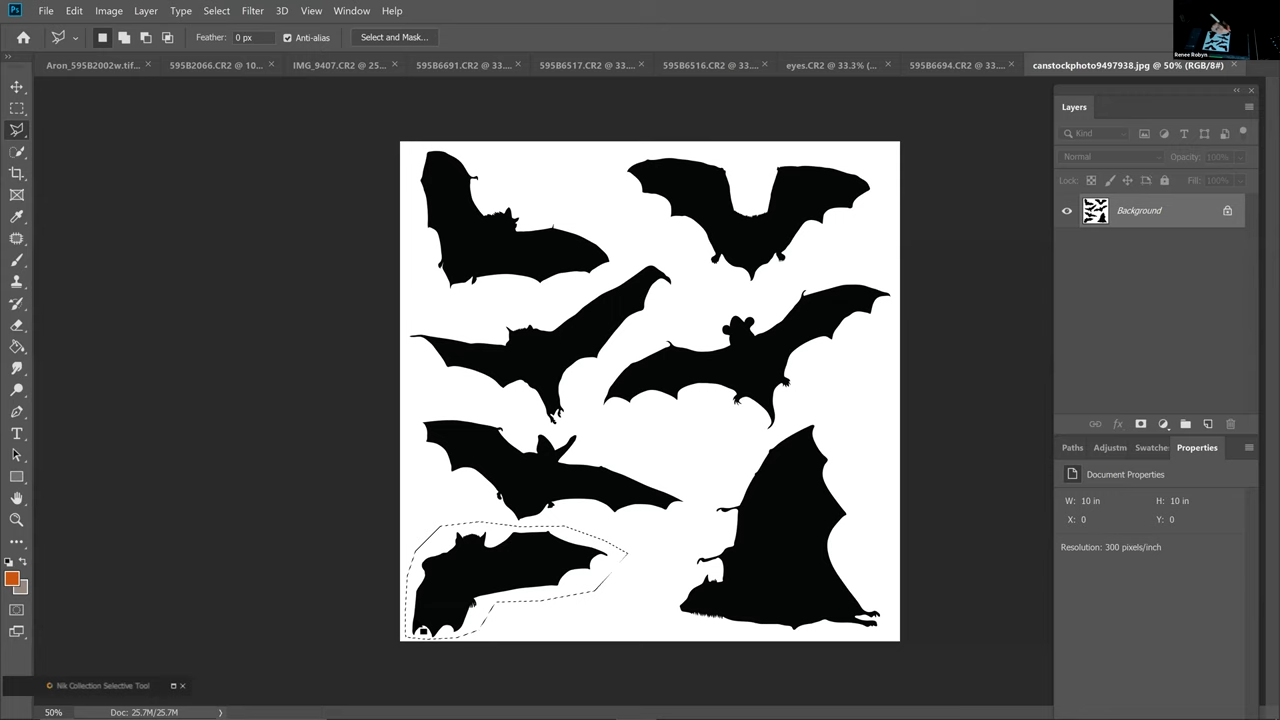 Ps File Edit Image Layer Type Select Filter 3D View Window Help
Feather: 0 px Anti-alias Select and Mask...
Renee Robyn
Aron_595B2002w.tif... × 595B2066.CR2 @ 10... × IMG_9407.CR2 @ 25... × 595B6691.CR2 @ 33.... × 595B6517.CR2 @ 33.... × 595B6516.CR2 @ 33.... × eyes.CR2 @ 33.3% (... × 595B6694.CR2 @ 33.... × canstockphoto9497938.jpg @ 50% (RGB/8#) ×
Layers
Kind
Normal Opacity: 100%
Lock: Fill: 100%
Background
fx
Paths Adjustm Swatche Properties
Document Properties
W: 10 in H: 10 in
X: 0 Y: 0
Resolution: 300 pixels/inch
Nik Collection Selective Tool
50% Doc: 25.7M/25.7M